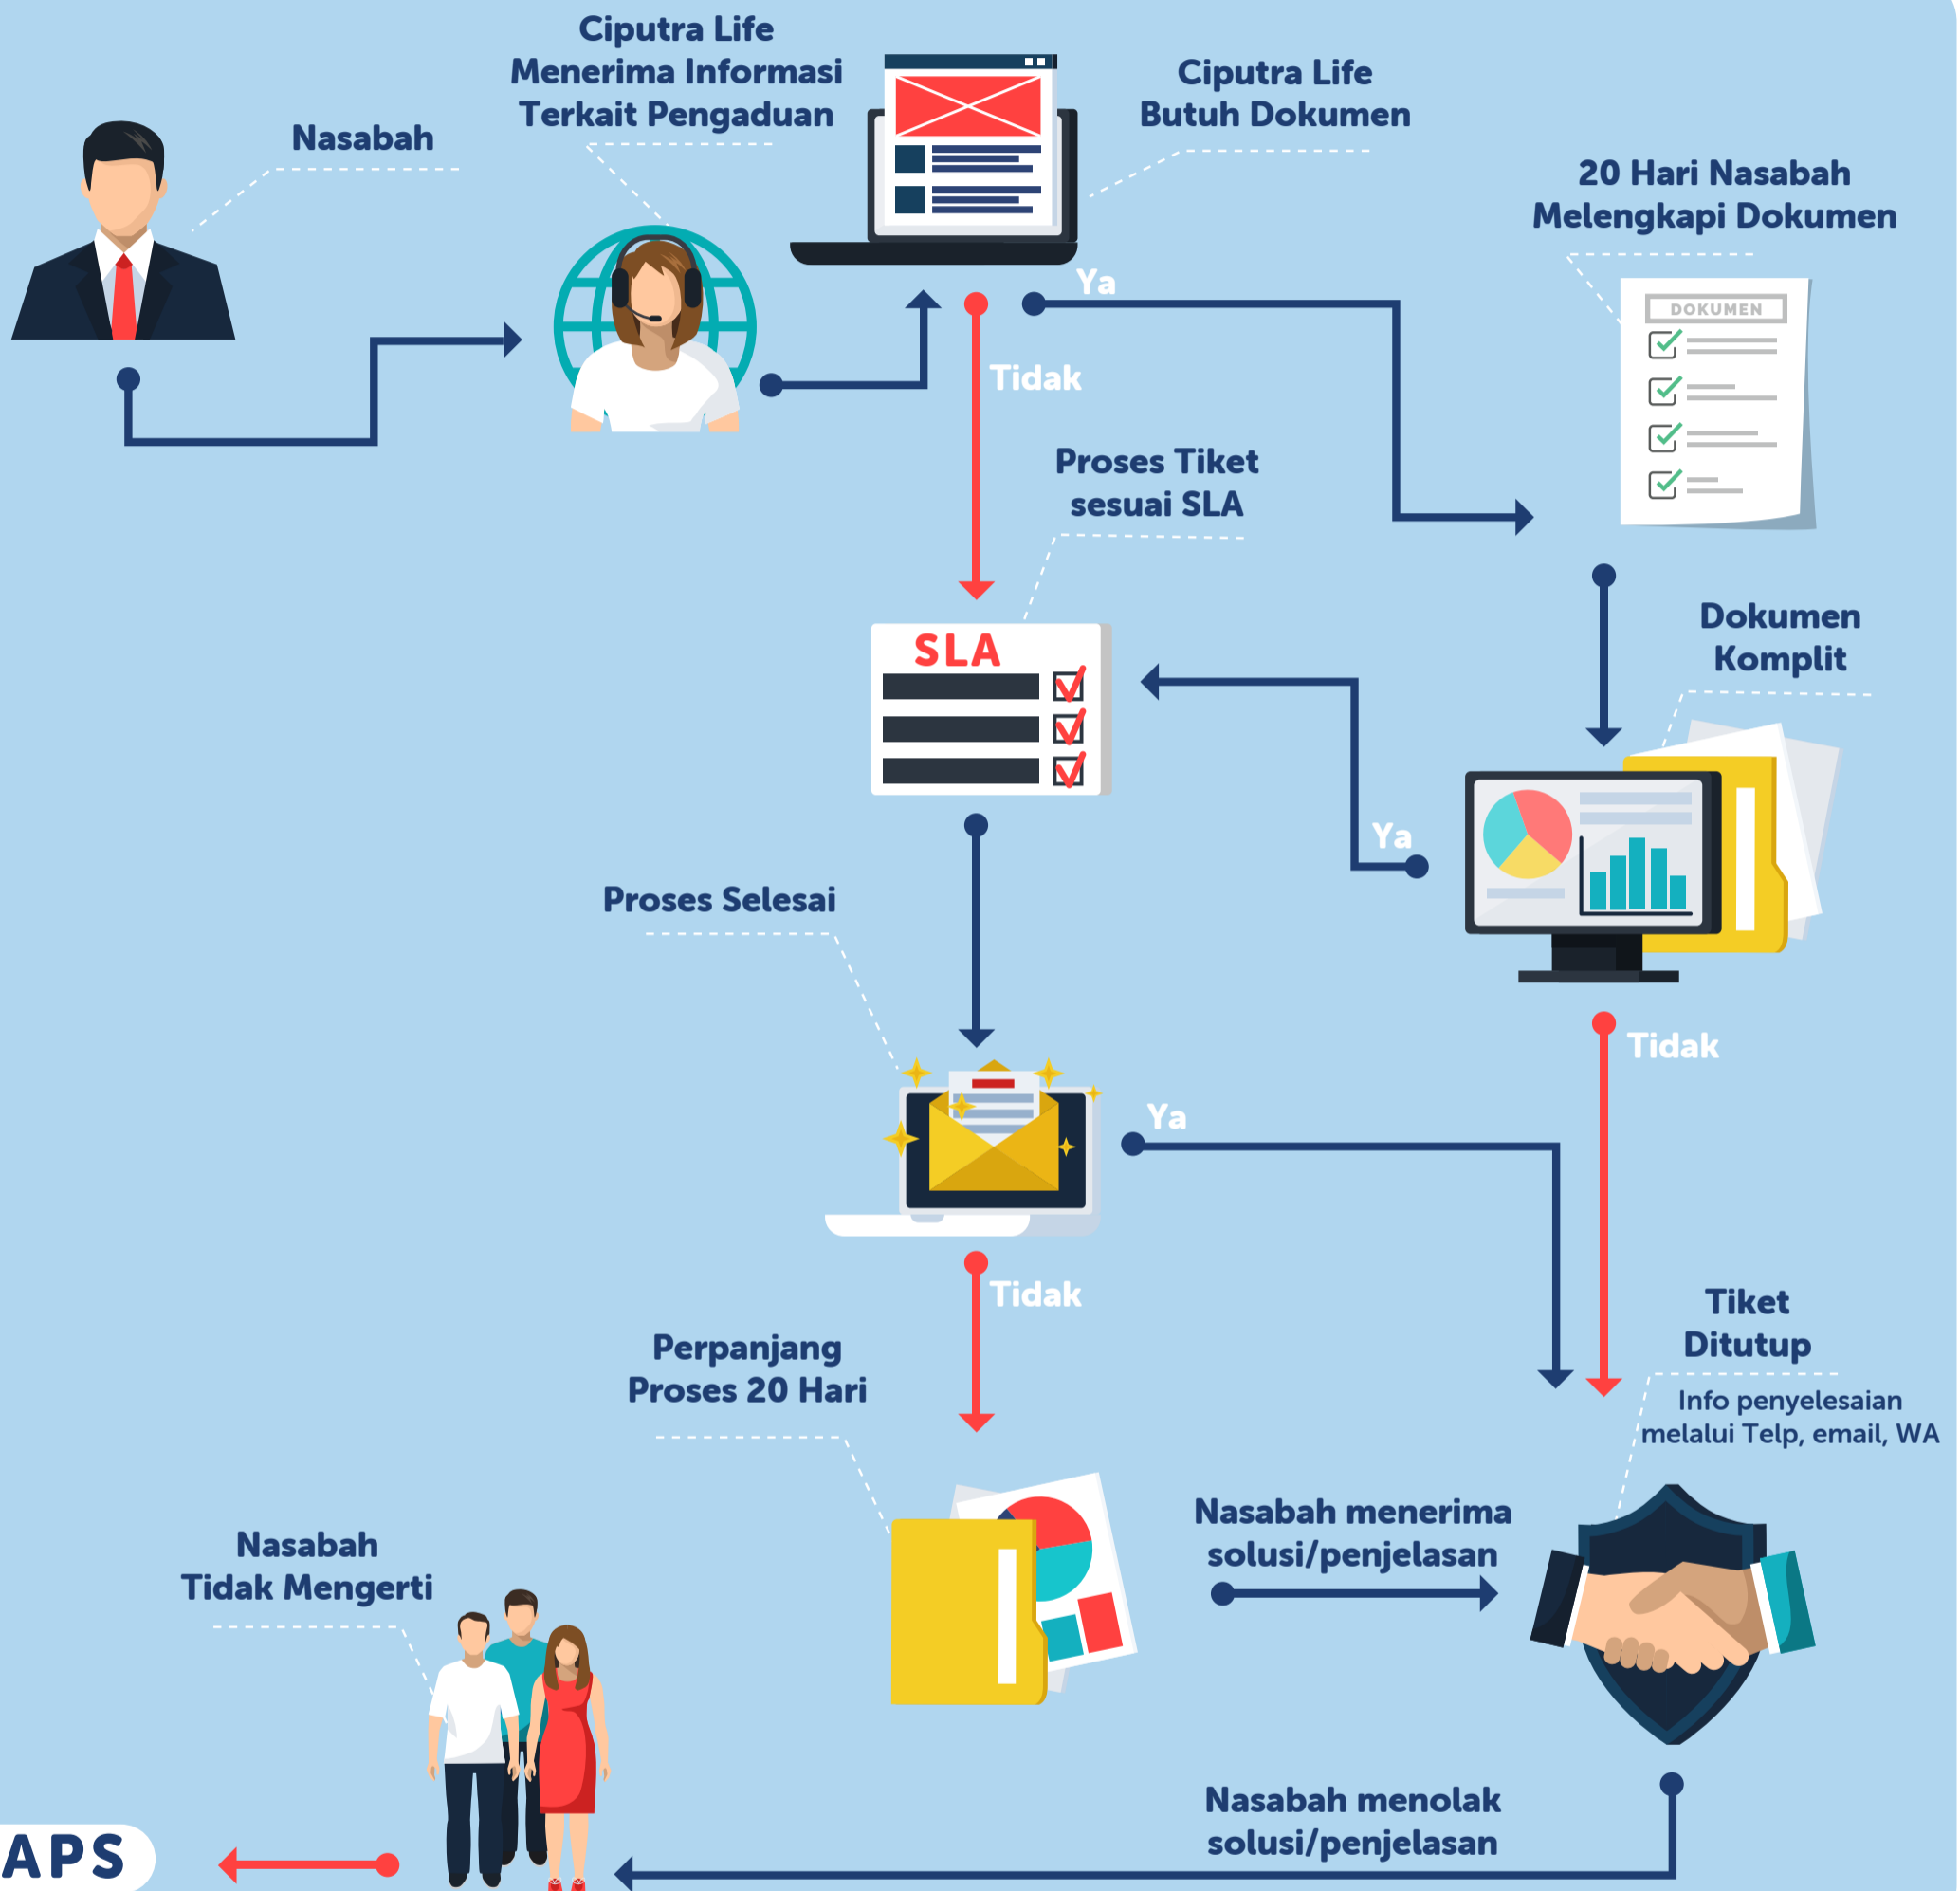 Ciputra Life
Menerima Informasi
Terkait Pengaduan
Nasabah
Ciputra Life
Butuh Dokumen
20 Hari Nasabah
Melengkapi Dokumen
DOKUMEN
Ya
Tidak
Proses Tiket
sesuai SLA
SLA
Dokumen
Komplit
Ya
Proses Selesai
Tidak
Ya
Tidak
Perpanjang
Proses 20 Hari
Tiket
Ditutup
Info penyelesaian
melalui Telp, email, WA
Nasabah menerima
solusi/penjelasan
Nasabah
Tidak Mengerti
Nasabah menolak
solusi/penjelasan
APS